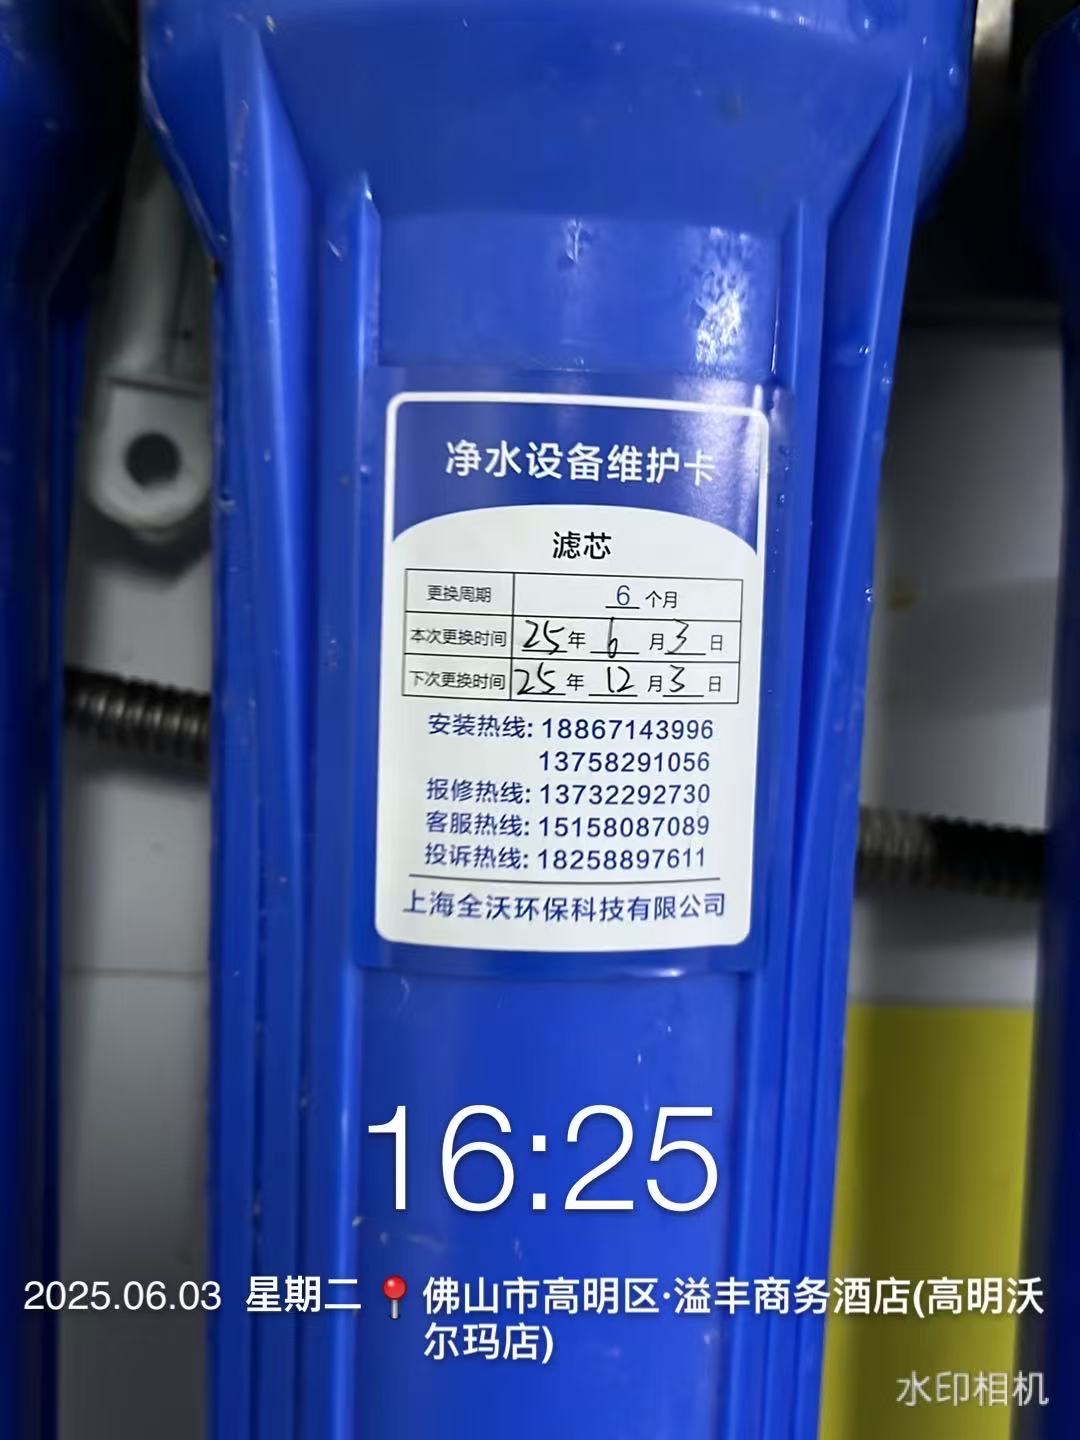 净水设备维护卡
滤芯
更换周期 6 个月
本次更换时间 25 年 6 月 3 日
下次更换时间 25 年 12 月 3 日
安装热线: 18867143996
13758291056
报修热线: 13732292730
客服热线: 15158087089
投诉热线: 18258897611
上海全沃环保科技有限公司
16:25
2025.06.03 星期二 佛山市高明区·溢丰商务酒店(高明沃
尔玛店)
水印相机